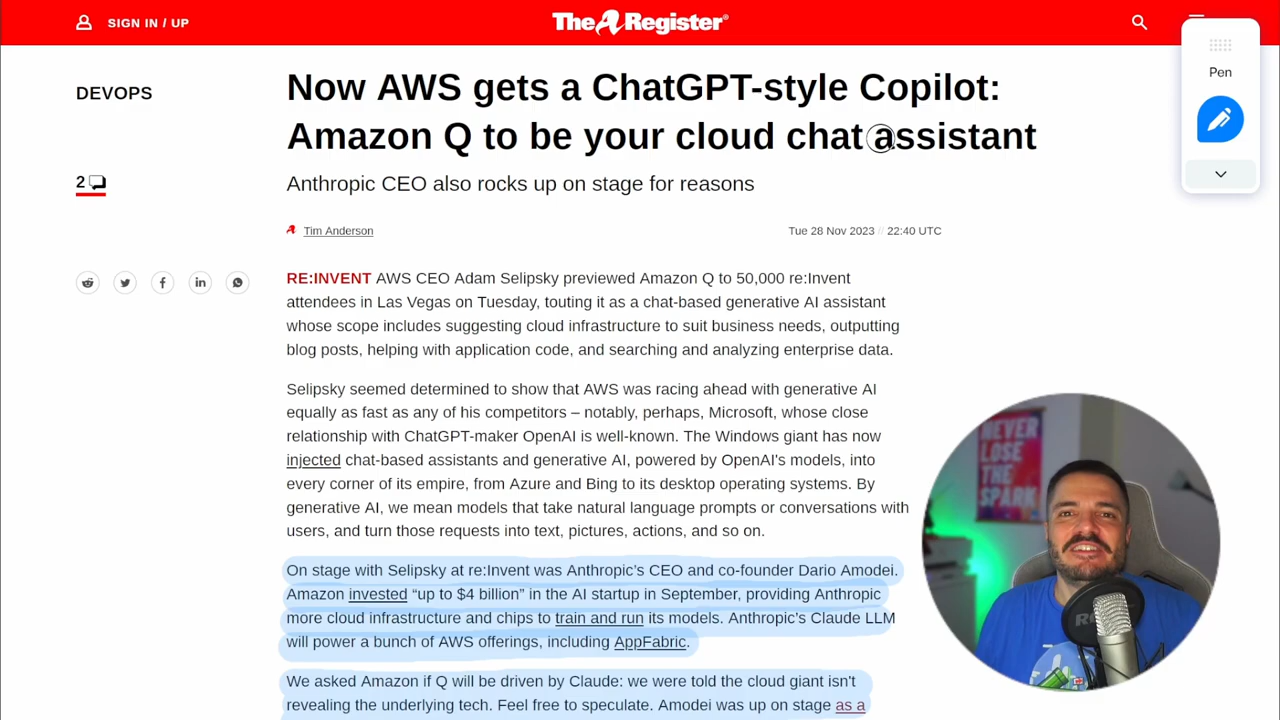 SIGN IN / UP
The Register®
Pen
DEVOPS
Now AWS gets a ChatGPT-style Copilot:
Amazon Q to be your cloud chat assistant
2
Anthropic CEO also rocks up on stage for reasons
Tim Anderson
Tue 28 Nov 2023 // 22:40 UTC
RE:INVENT AWS CEO Adam Selipsky previewed Amazon Q to 50,000 re:Invent
attendees in Las Vegas on Tuesday, touting it as a chat-based generative AI assistant
whose scope includes suggesting cloud infrastructure to suit business needs, outputting
blog posts, helping with application code, and searching and analyzing enterprise data.
Selipsky seemed determined to show that AWS was racing ahead with generative AI
equally as fast as any of his competitors – notably, perhaps, Microsoft, whose close
relationship with ChatGPT-maker OpenAI is well-known. The Windows giant has now
injected chat-based assistants and generative AI, powered by OpenAI's models, into
every corner of its empire, from Azure and Bing to its desktop operating systems. By
generative AI, we mean models that take natural language prompts or conversations with
users, and turn those requests into text, pictures, actions, and so on.
On stage with Selipsky at re:Invent was Anthropic’s CEO and co-founder Dario Amodei.
Amazon invested “up to $4 billion” in the AI startup in September, providing Anthropic
more cloud infrastructure and chips to train and run its models. Anthropic’s Claude LLM
will power a bunch of AWS offerings, including AppFabric.
We asked Amazon if Q will be driven by Claude: we were told the cloud giant isn't
revealing the underlying tech. Feel free to speculate. Amodei was up on stage as a
NEVER
LOSE
THE
SPARK